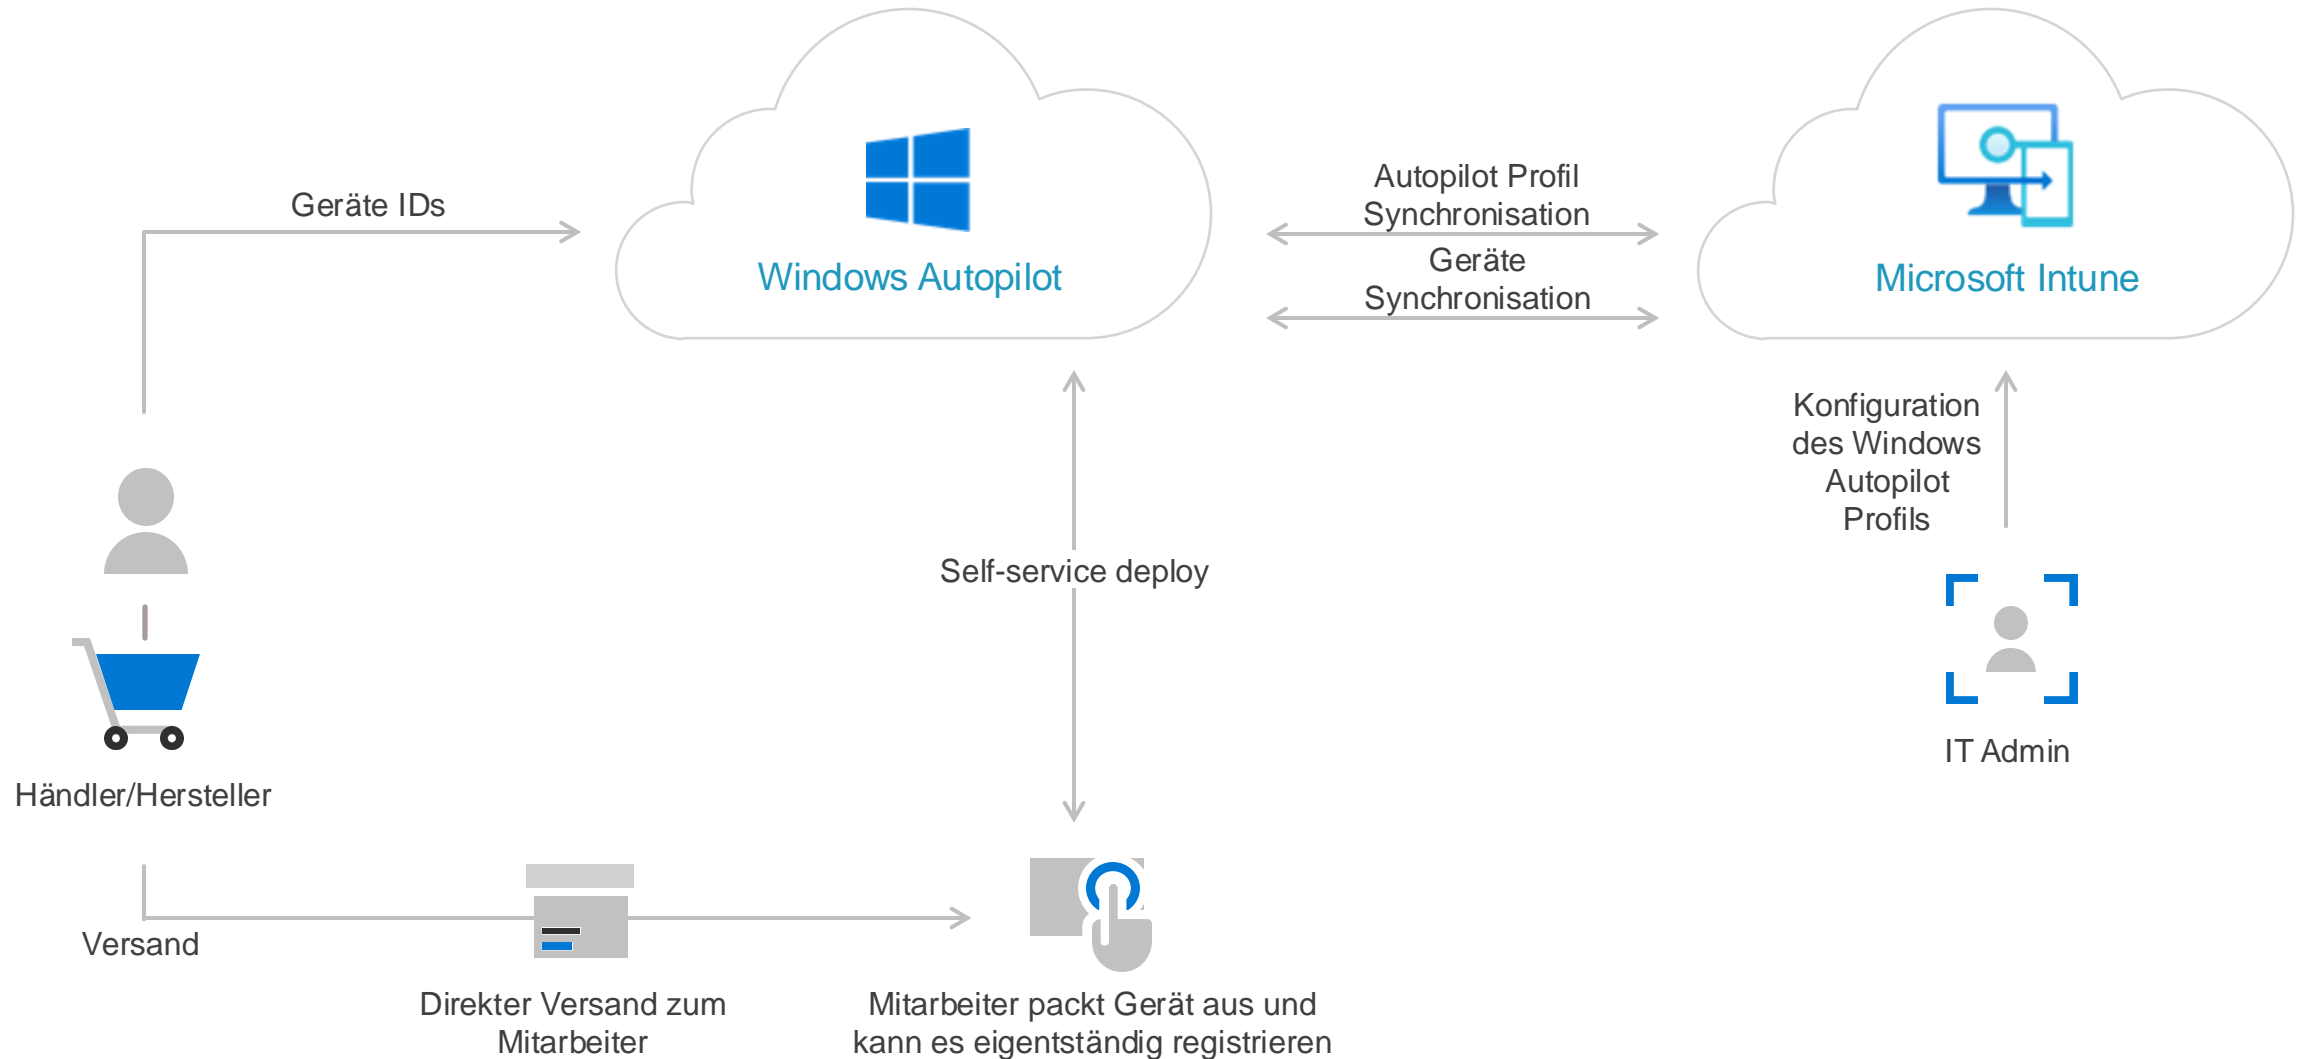 Geräte IDs
Windows Autopilot
Autopilot Profil
Synchronisation
Geräte
Synchronisation
Microsoft Intune
Konfiguration
des Windows
Autopilot
Profils
Self-service deploy
IT Admin
Händler/Hersteller
Versand
Direkter Versand zum
Mitarbeiter
Mitarbeiter packt Gerät aus und
kann es eigentständig registrieren